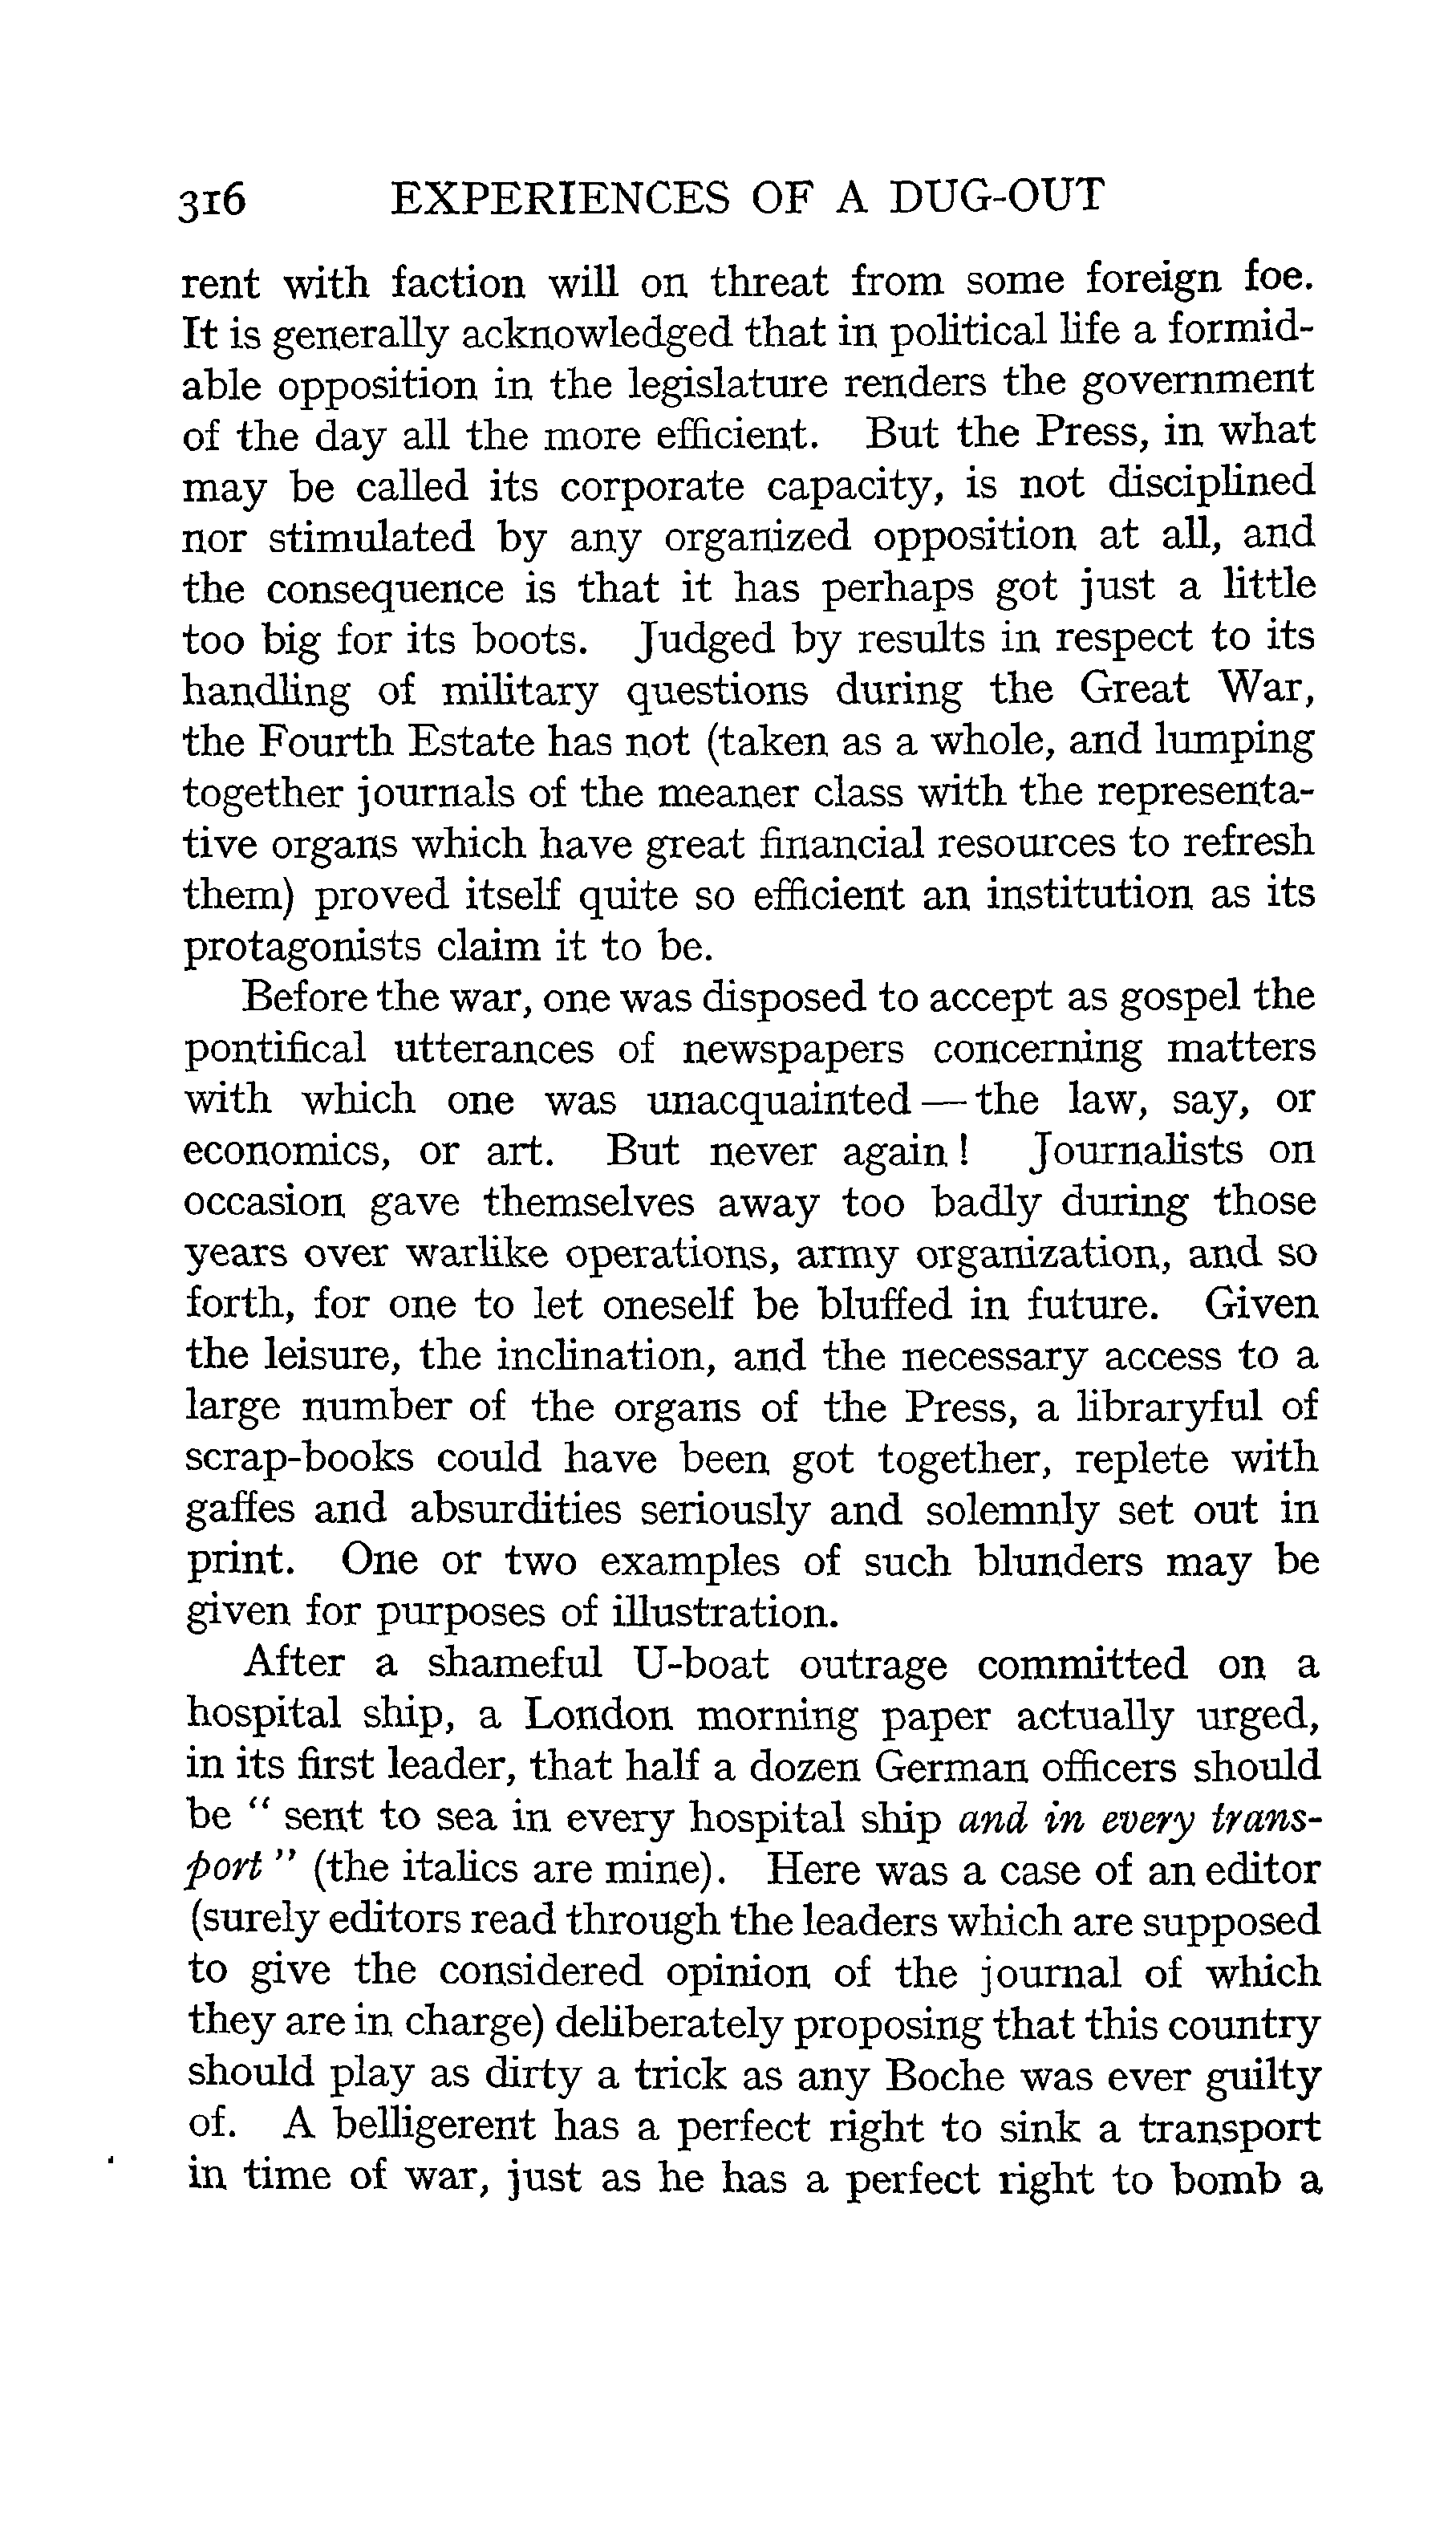 316 EXPERIENCES OF A DUG-OUT
rent with faction will on threat from some foreign foe.
It is generally acknowledged that in political life a formid-
able opposition in the legislature renders the government
of the day all the more efficient. But the Press, in what
may be called its corporate capacity, is not disciplined
nor stimulated by any organized opposition at all, and
the consequence is that it has perhaps got just a little
too big for its boots. Judged by results in respect to its
handling of military questions during the Great War,
the Fourth Estate has not (taken as a whole, and lumping
together journals of the meaner class with the representa-
tive organs which have great financial resources to refresh
them) proved itself quite so efficient an institution as its
protagonists claim it to be.
Before the war, one was disposed to accept as gospel the
pontifical utterances of newspapers concerning matters
with which one was unacquainted — the law, say, or
economics, or art. But never again ! Journalists on
occasion gave themselves away too badly during those
years over warlike operations, army organization, and so
forth, for one to let oneself be bluffed in future. Given
the leisure, the inclination, and the necessary access to a
large number of the organs of the Press, a libraryful of
scrap-books could have been got together, replete with
gaffes and absurdities seriously and solemnly set out in
print. One or two examples of such blunders may be
given for purposes of illustration.
After a shameful U-boat outrage committed on a
hospital ship, a London morning paper actually urged,
in its first leader, that half a dozen German officers should
be " sent to sea in every hospital ship and in every trans-
port " (the italics are mine). Here was a case of an editor
(surely editors read through the leaders which are supposed
to give the considered opinion of the journal of which
they are in charge) deliberately proposing that this country
should play as dirty a trick as any Boche was ever guilty
of. A belligerent has a perfect right to sink a transport
in time of war, just as he has a perfect right to bomb a